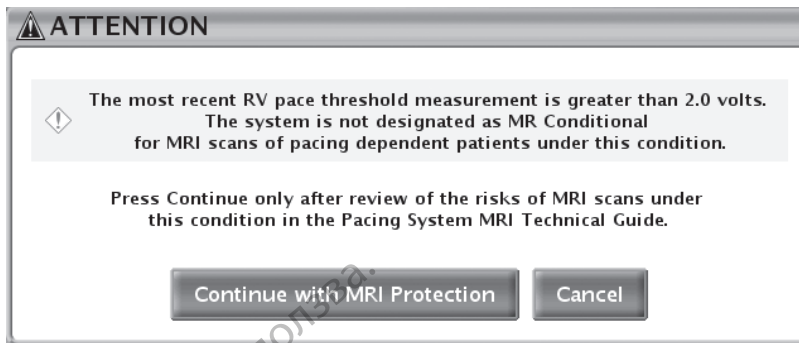 ATTENTION
The most recent RV pace threshold measurement is greater than 2.0 volts.
The system is not designated as MR Conditional
for MRI scans of pacing dependent patients under this condition.
Press Continue only after review of the risks of MRI scans under
this condition in the Pacing System MRI Technical Guide.
Continue with MRI Protection
Cancel